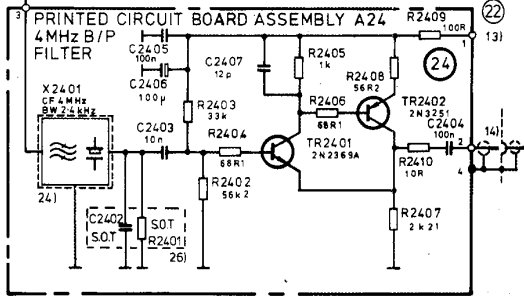 PRINTED CIRCUIT BOARD ASSEMBLY A24
4MHz B/P
FILTER
3
R2409
100R
22
13)
1
C2405
100n
C2406
100µ
C2407
12p
R2405
1k
R2408
56R2
24
X2401
CF 4MHz
BW 2·4kHz
R2403
33k
R2406
68R1
TR2402
2N3251
C2403
10n
R2404
68R1
C2404
100n
14)
2
TR2401
2N2369A
R2410
10R
4
24)
R2402
56k2
C2402
S.O.T
S.O.T
R2401
R2407
2k21
26)